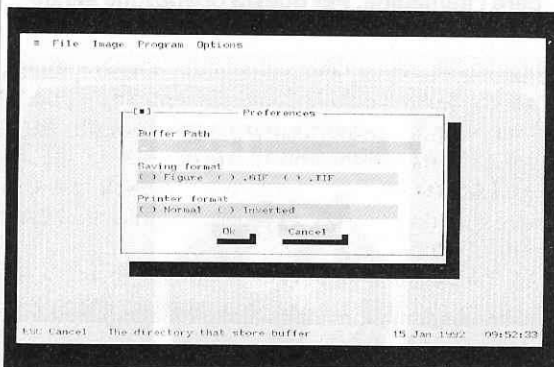 ≡ File Image Program Options
[■] Preferences
Buffer Path
Saving format
( ) Figure ( ) .GIF ( ) .TIF
Printer format
( ) Normal ( ) Inverted
Ok Cancel
ESC Cancel The directory that store buffer 15 Jan 1992 09:52:33